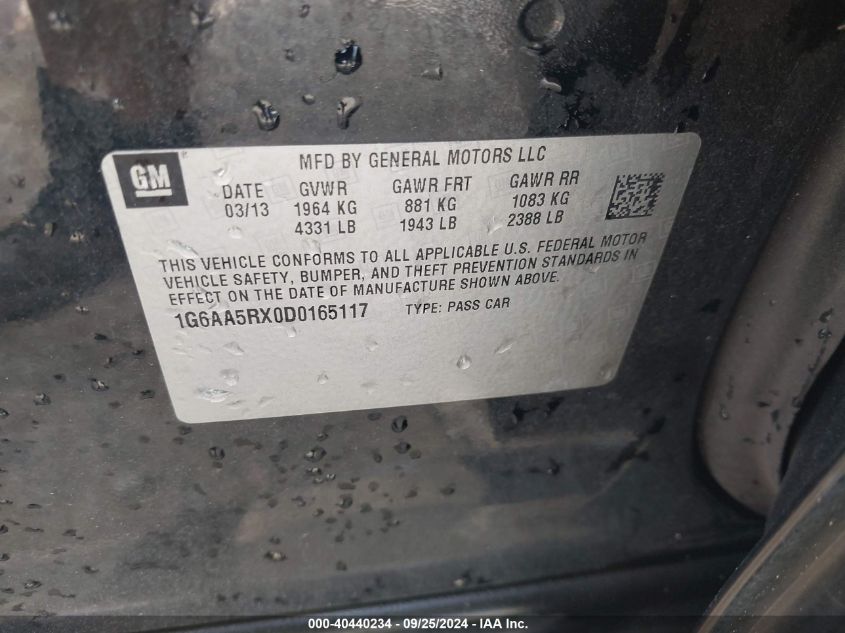 GM
MFD BY GENERAL MOTORS LLC
DATE GVWR GAWR FRT GAWR RR
03/13 1964 KG 881 KG 1083 KG
4331 LB 1943 LB 2388 LB
THIS VEHICLE CONFORMS TO ALL APPLICABLE U.S. FEDERAL MOTOR
VEHICLE SAFETY, BUMPER, AND THEFT PREVENTION STANDARDS IN
EFFECT ON THE DATE OF MANUFACTURE SHOWN ABOVE.
1G6AA5RX0D0165117 TYPE: PASS CAR
000-40440234 - 09/25/2024 - IAA Inc.